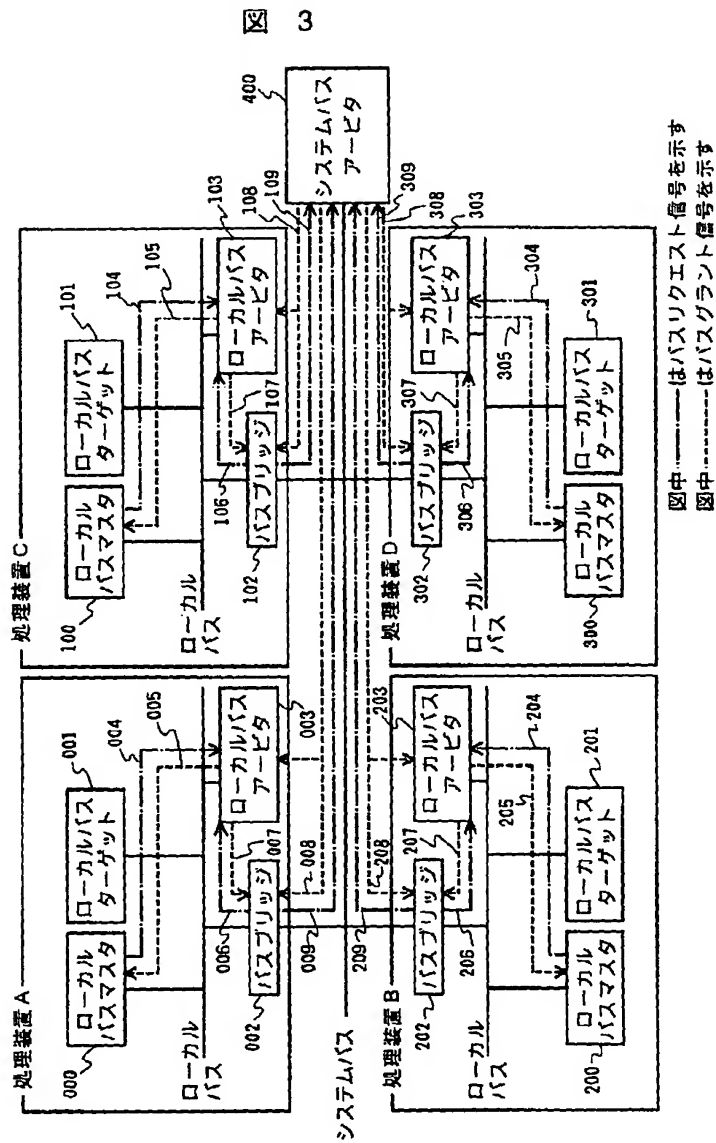 図 3
処理装置A
000
ローカル
バスマスタ
001
ローカルバス
ターゲット
004
005
ローカル
バス
006
007
002
バスブリッジ
003
ローカルバス
アービタ
008
009
処理装置C
100
ローカル
バスマスタ
101
ローカルバス
ターゲット
104
105
ローカル
バス
106
107
102
バスブリッジ
103
ローカルバス
アービタ
108
109
400
システムバス
アービタ
システムバス
処理装置B
209
208
202
バスブリッジ
203
ローカルバス
アービタ
207
206
ローカル
バス
205
204
200
ローカル
バスマスタ
201
ローカルバス
ターゲット
処理装置D
309
308
302
バスブリッジ
303
ローカルバス
アービタ
307
306
ローカル
バス
305
304
300
ローカル
バスマスタ
301
ローカルバス
ターゲット
図中 はバスリクエスト信号を示す
図中 はバスグラント信号を示す